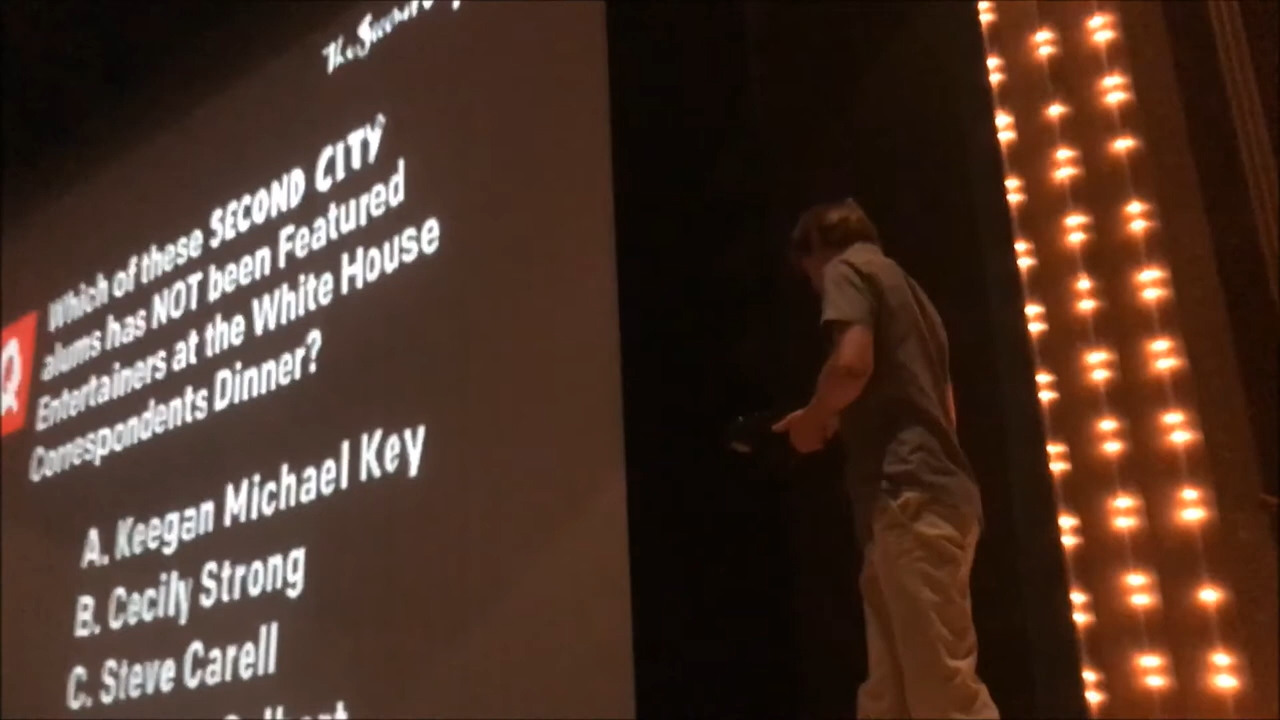 Which of these SECOND CITY
alums has NOT been Featured
Entertainers at the White House
Correspondents Dinner?
A. Keegan Michael Key
B. Cecily Strong
C. Steve Carell
Colbert